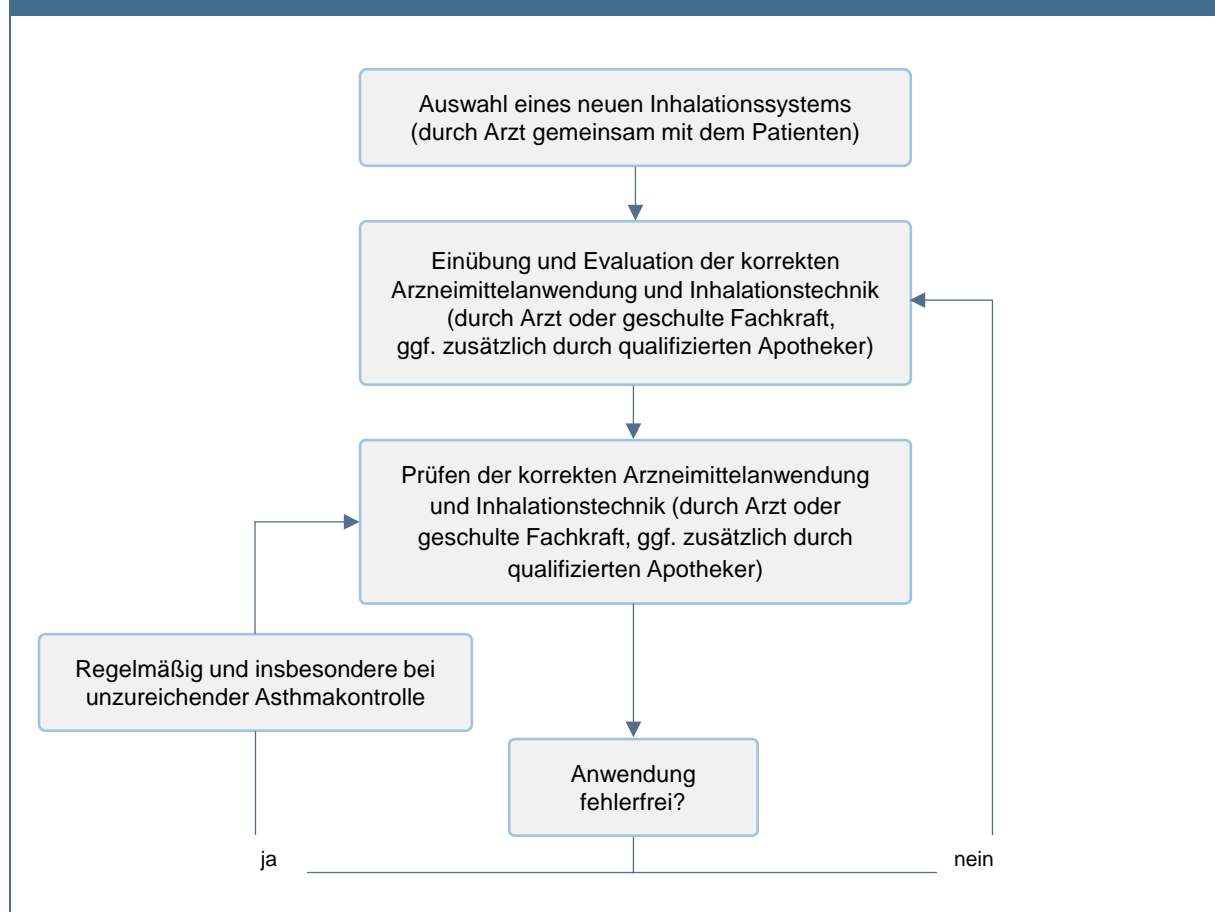 Auswahl eines neuen Inhalationssystems
(durch Arzt gemeinsam mit dem Patienten)
Einübung und Evaluation der korrekten
Arzneimittelanwendung und Inhalationstechnik
(durch Arzt oder geschulte Fachkraft,
ggf. zusätzlich durch qualifizierten Apotheker)
Prüfen der korrekten Arzneimittelanwendung
und Inhalationstechnik (durch Arzt oder
geschulte Fachkraft, ggf. zusätzlich durch
qualifizierten Apotheker)
Regelmäßig und insbesondere bei
unzureichender Asthmakontrolle
Anwendung
fehlerfrei?
ja
nein